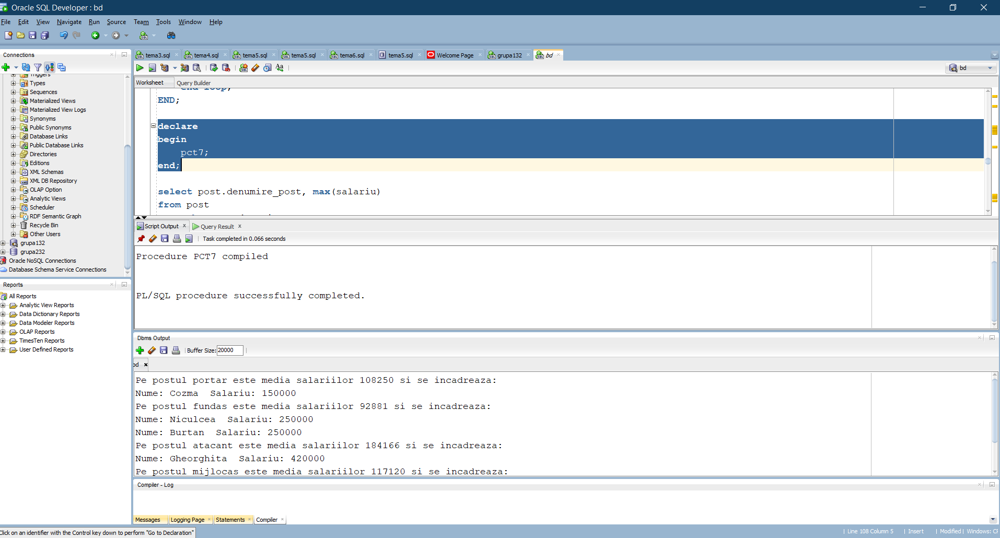 Oracle SQL Developer : bd
File Edit View Navigate Run Source Team Tools Window Help
Connections
Triggers
Types
Sequences
Materialized Views
Materialized View Logs
Synonyms
Public Synonyms
Database Links
Public Database Links
Directories
Editions
XML Schemas
XML DB Repository
OLAP Option
Analytic Views
Scheduler
RDF Semantic Graph
Recycle Bin
Other Users
grupa132
grupa232
Oracle NoSQL Connections
Database Schema Service Connections
Reports
All Reports
Analytic View Reports
Data Dictionary Reports
Data Modeler Reports
OLAP Reports
TimesTen Reports
User Defined Reports
tema3.sql tema4.sql tema5.sql tema5.sql tema6.sql tema5.sql Welcome Page grupa132 bd
bd
Worksheet Query Builder
end loop;
END;
declare
begin
pct7;
end;
select post.denumire_post, max(salariu)
from post
Script Output Query Result
Task completed in 0.066 seconds
Procedure PCT7 compiled
PL/SQL procedure successfully completed.
Dbms Output
Buffer Size: 20000
bd
Pe postul portar este media salariilor 108250 si se incadreaza:
Nume: Cozma Salariu: 150000
Pe postul fundas este media salariilor 92881 si se incadreaza:
Nume: Niculcea Salariu: 250000
Nume: Burtan Salariu: 250000
Pe postul atacant este media salariilor 184166 si se incadreaza:
Nume: Gheorghita Salariu: 420000
Pe postul mijlocas este media salariilor 117120 si se incadreaza:
Compiler - Log
Messages Logging Page Statements Compiler
Click on an identifier with the Control key down to perform "Go to Declaration"
Line 108 Column 5 | Insert | Modified | Windows: CF